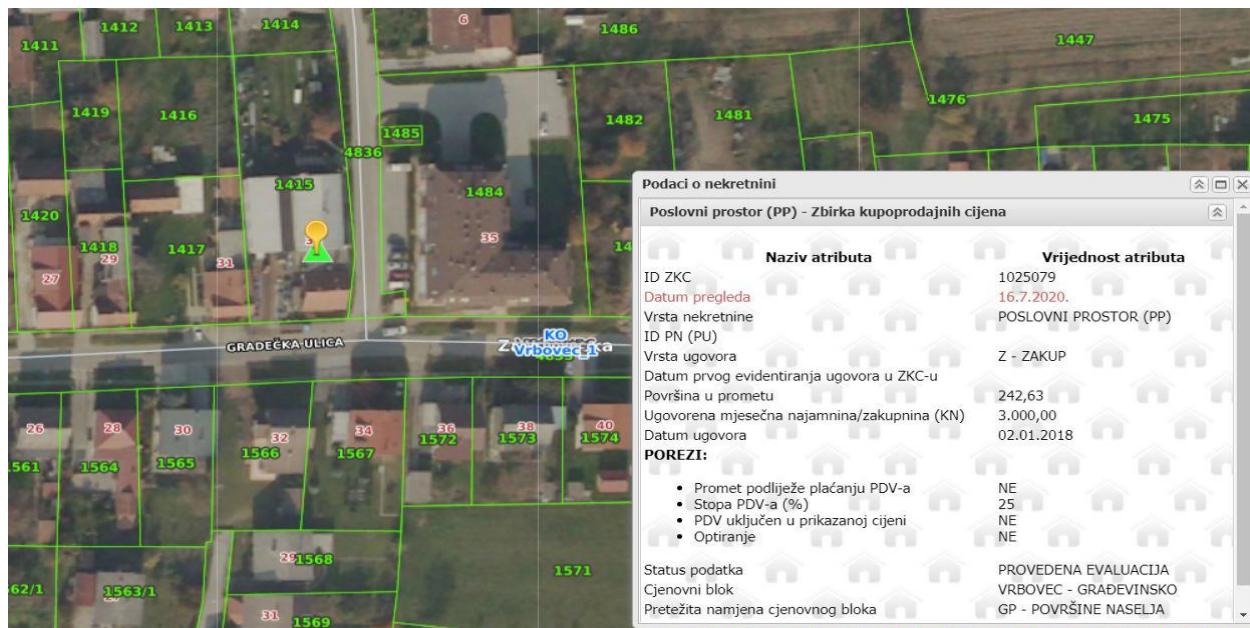 1411
1412
1413
1414
6
1486
1447
1419
1416
1485
1482
1481
1476
1475
4836
1415
1484
1420
1418
29
1417
31
35
27
GRADEČKA ULICA
KO
Vrbovec_1
26
28
30
32
34
36
38
40
1561
1564
1565
1566
1567
1572
1573
1574
29
1568
1571
1563/1
31
1569
Podaci o nekretnini
Poslovni prostor (PP) - Zbirka kupoprodajnih cijena
Naziv atributa Vrijednost atributa
ID ZKC 1025079
Datum pregleda 16.7.2020.
Vrsta nekretnine POSLOVNI PROSTOR (PP)
ID PN (PU)
Vrsta ugovora Z - ZAKUP
Datum prvog evidentiranja ugovora u ZKC-u
Površina u prometu 242,63
Ugovorena mjesečna najamnina/zakupnina (KN) 3.000,00
Datum ugovora 02.01.2018
POREZI:
• Promet podliježe plaćanju PDV-a NE
• Stopa PDV-a (%) 25
• PDV uključen u prikazanoj cijeni NE
• Optiranje NE
Status podatka PROVEDENA EVALUACIJA
Cjenovni blok VRBOVEC - GRAĐEVINSKO
Pretežita namjena cjenovnog bloka GP - POVRŠINE NASELJA